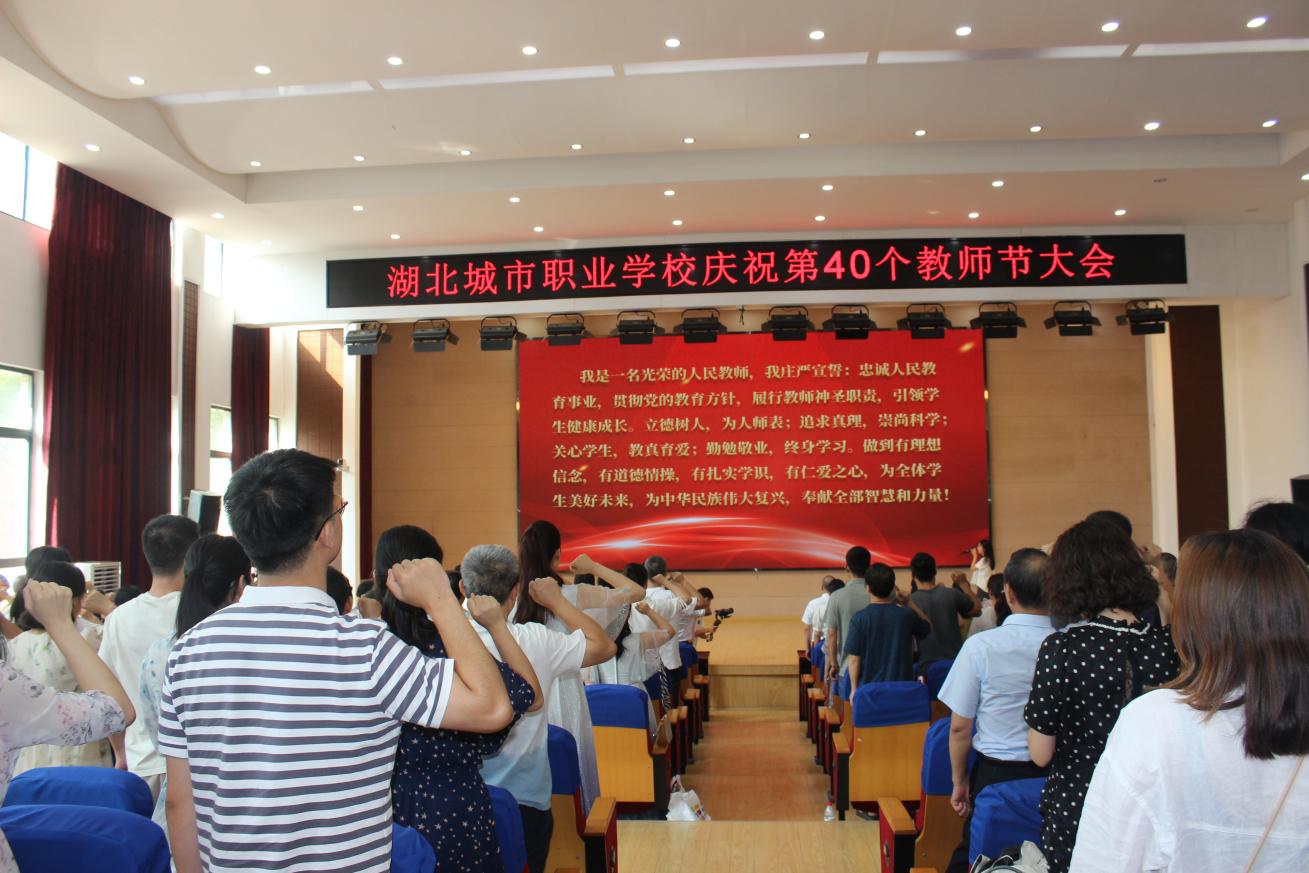 湖北城市职业学校庆祝第40个教师节大会
我是一名光荣的人民教师，我庄严宣誓：忠诚人民教
育事业，贯彻党的教育方针，履行教师神圣职责，引领学
生健康成长。立德树人，为人师表；追求真理，崇尚科学；
关心学生，教真育爱；勤勉敬业，终身学习。做到有理想
信念，有道德情操，有扎实学识，有仁爱之心，为全体学
生美好未来，为中华民族伟大复兴，奉献全部智慧和力量！